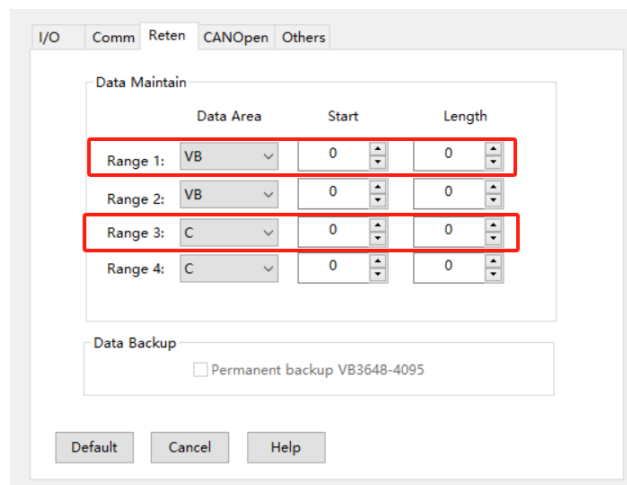 I/O Comm Reten CANOpen Others
Data Maintain
Data Area Start Length
Range 1: VB 0 0
Range 2: VB 0 0
Range 3: C 0 0
Range 4: C 0 0
Data Backup
Permanent backup VB3648-4095
Default Cancel Help